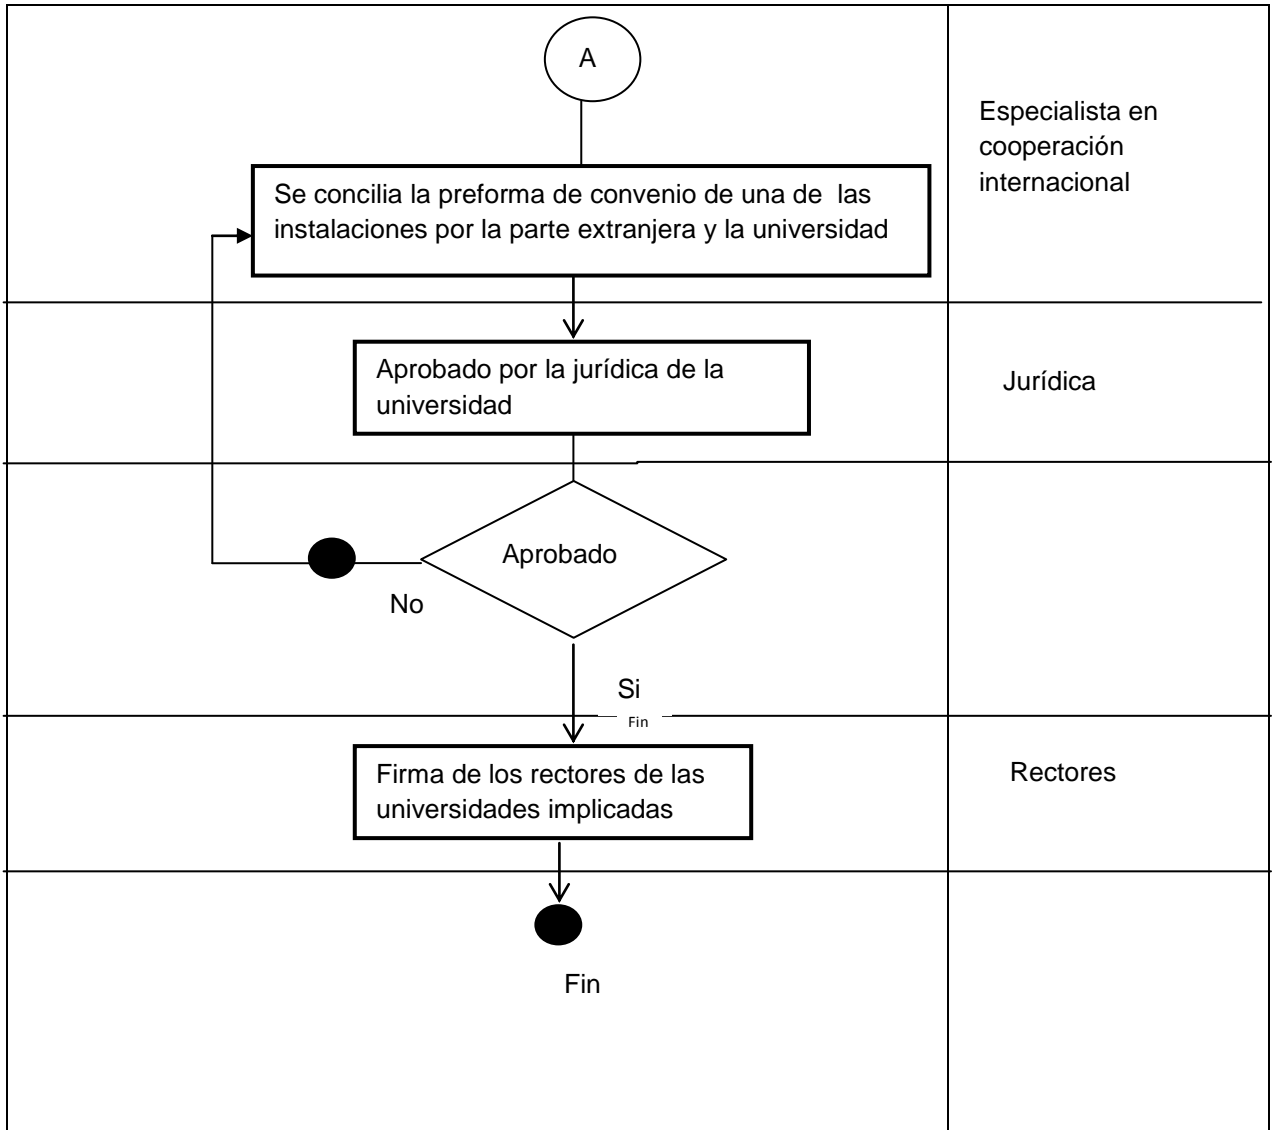 A
Especialista en
cooperación
internacional
Se concilia la preforma de convenio de una de las
instalaciones por la parte extranjera y la universidad
Aprobado por la jurídica de la
universidad
Jurídica
Aprobado
No
Si
Fin
Firma de los rectores de las
universidades implicadas
Rectores
Fin